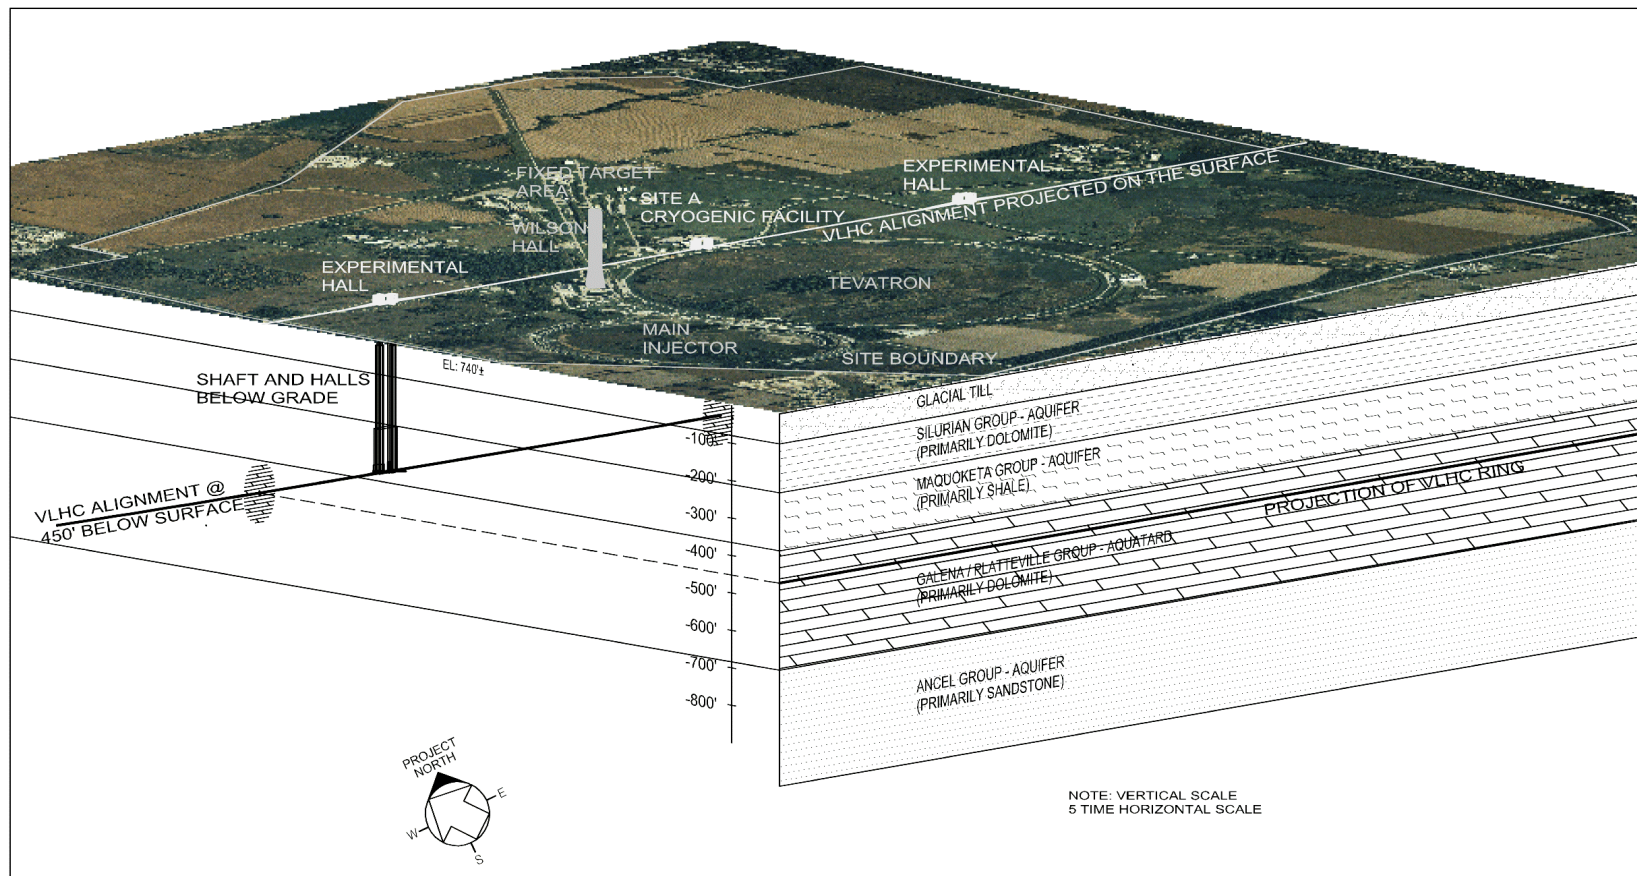 FIXED TARGET
AREA
SITE A
CRYOGENIC FACILITY
WILSON
HALL
EXPERIMENTAL
HALL
VLHC ALIGNMENT PROJECTED ON THE SURFACE
EXPERIMENTAL
HALL
TEVATRON
MAIN
INJECTOR
SITE BOUNDARY
EL: 740'±
SHAFT AND HALLS
BELOW GRADE
VLHC ALIGNMENT @
450' BELOW SURFACE
-100'
-200'
-300'
-400'
-500'
-600'
-700'
-800'
GLACIAL TILL
SILURIAN GROUP - AQUIFER
(PRIMARILY DOLOMITE)
MAQUOKETA GROUP - AQUIFER
(PRIMARILY SHALE)
PROJECTION OF VLHC RING
GALENA / PLATTEVILLE GROUP - AQUATARD
(PRIMARILY DOLOMITE)
ANCEL GROUP - AQUIFER
(PRIMARILY SANDSTONE)
PROJECT
NORTH
E
W
S
NOTE: VERTICAL SCALE
5 TIME HORIZONTAL SCALE